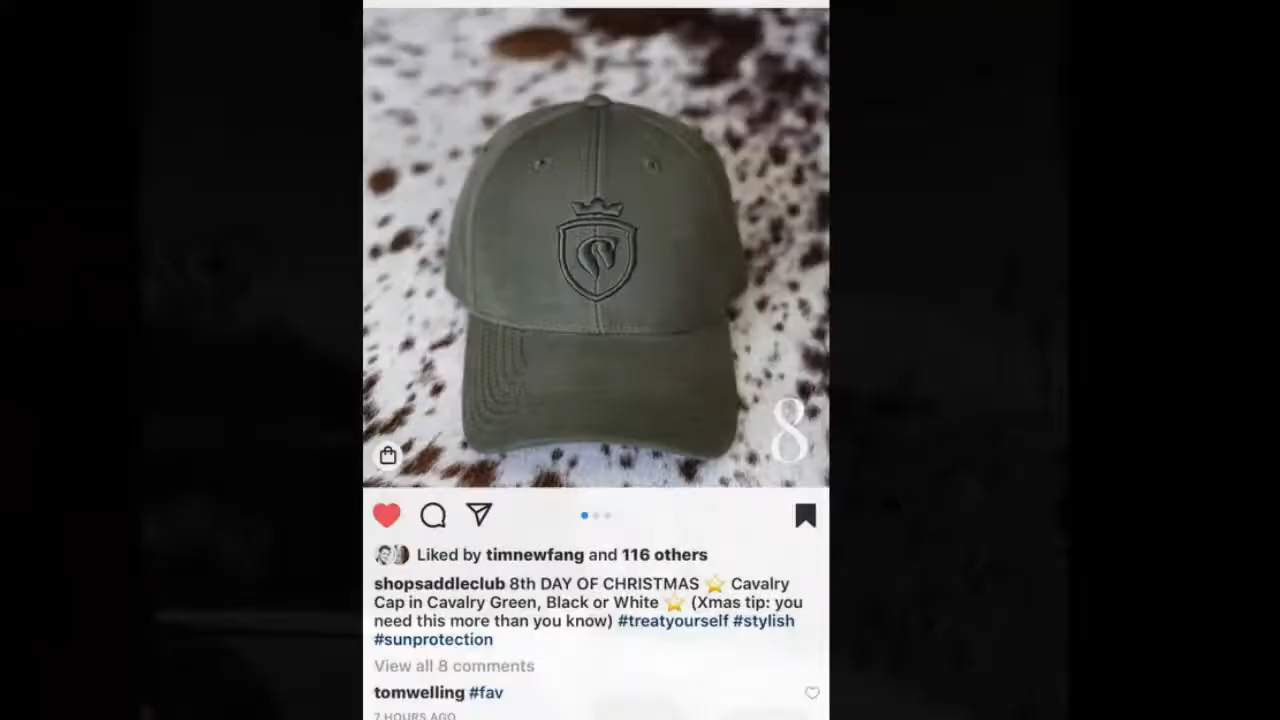 8
Liked by timnewfang and 116 others
shopsaddleclub 8th DAY OF CHRISTMAS ⭐ Cavalry
Cap in Cavalry Green, Black or White ⭐ (Xmas tip: you
need this more than you know) #treatyourself #stylish
#sunprotection
View all 8 comments
tomwelling #fav
7 HOURS AGO